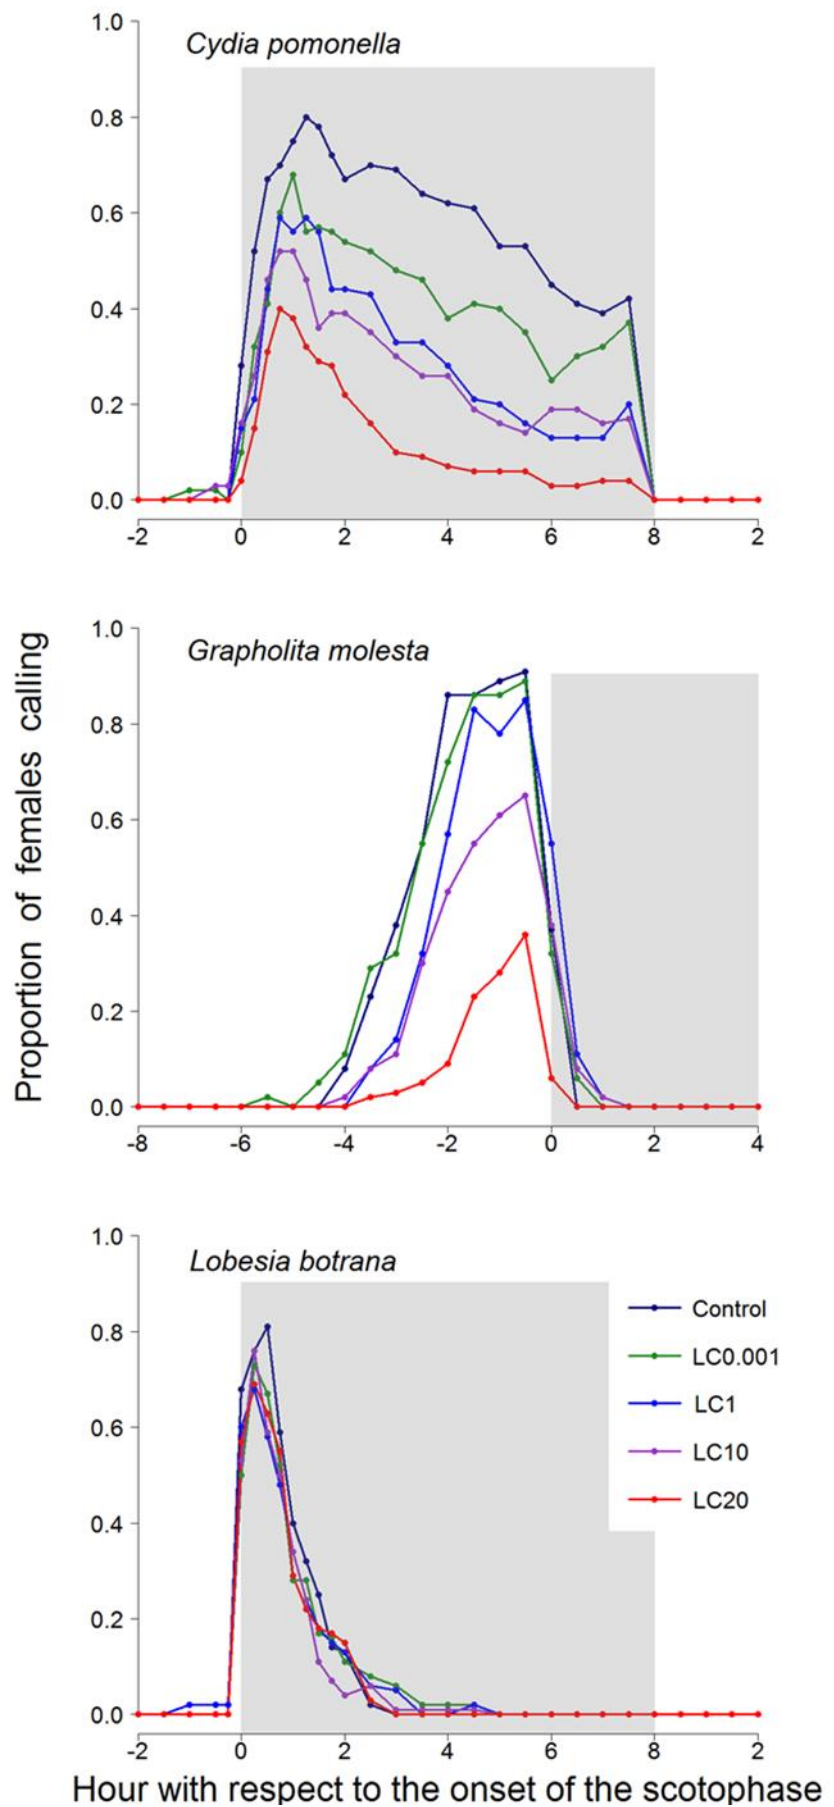 Cydia pomonella
1.0
0.8
0.6
0.4
0.2
0.0
-2 0 2 4 6 8 2
Proportion of females calling
Grapholita molesta
1.0
0.8
0.6
0.4
0.2
0.0
-8 -6 -4 -2 0 2 4
Lobesia botrana
1.0
0.8
0.6
0.4
0.2
0.0
Control
LC0.001
LC1
LC10
LC20
-2 0 2 4 6 8 2
Hour with respect to the onset of the scotophase